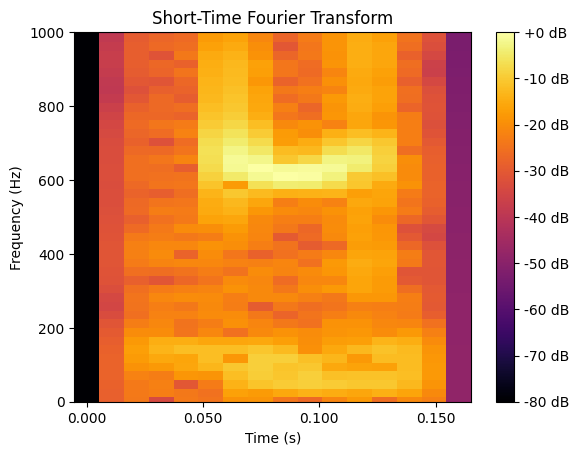 Short-Time Fourier Transform
1000
800
600
400
200
0
Frequency (Hz)
0.000
0.050
0.100
0.150
Time (s)
+0 dB
-10 dB
-20 dB
-30 dB
-40 dB
-50 dB
-60 dB
-70 dB
-80 dB